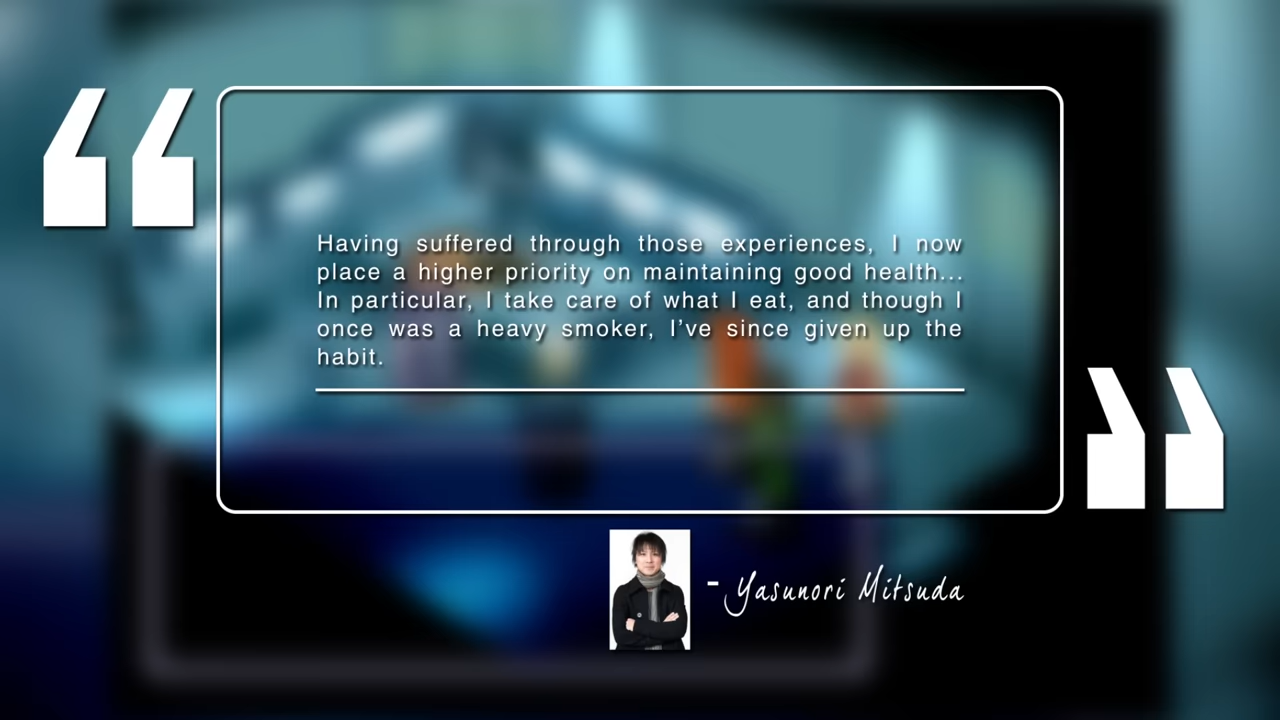 “
Having suffered through those experiences, I now
place a higher priority on maintaining good health...
In particular, I take care of what I eat, and though I
once was a heavy smoker, I’ve since given up the
habit.
”
- Yasunori Mitsuda